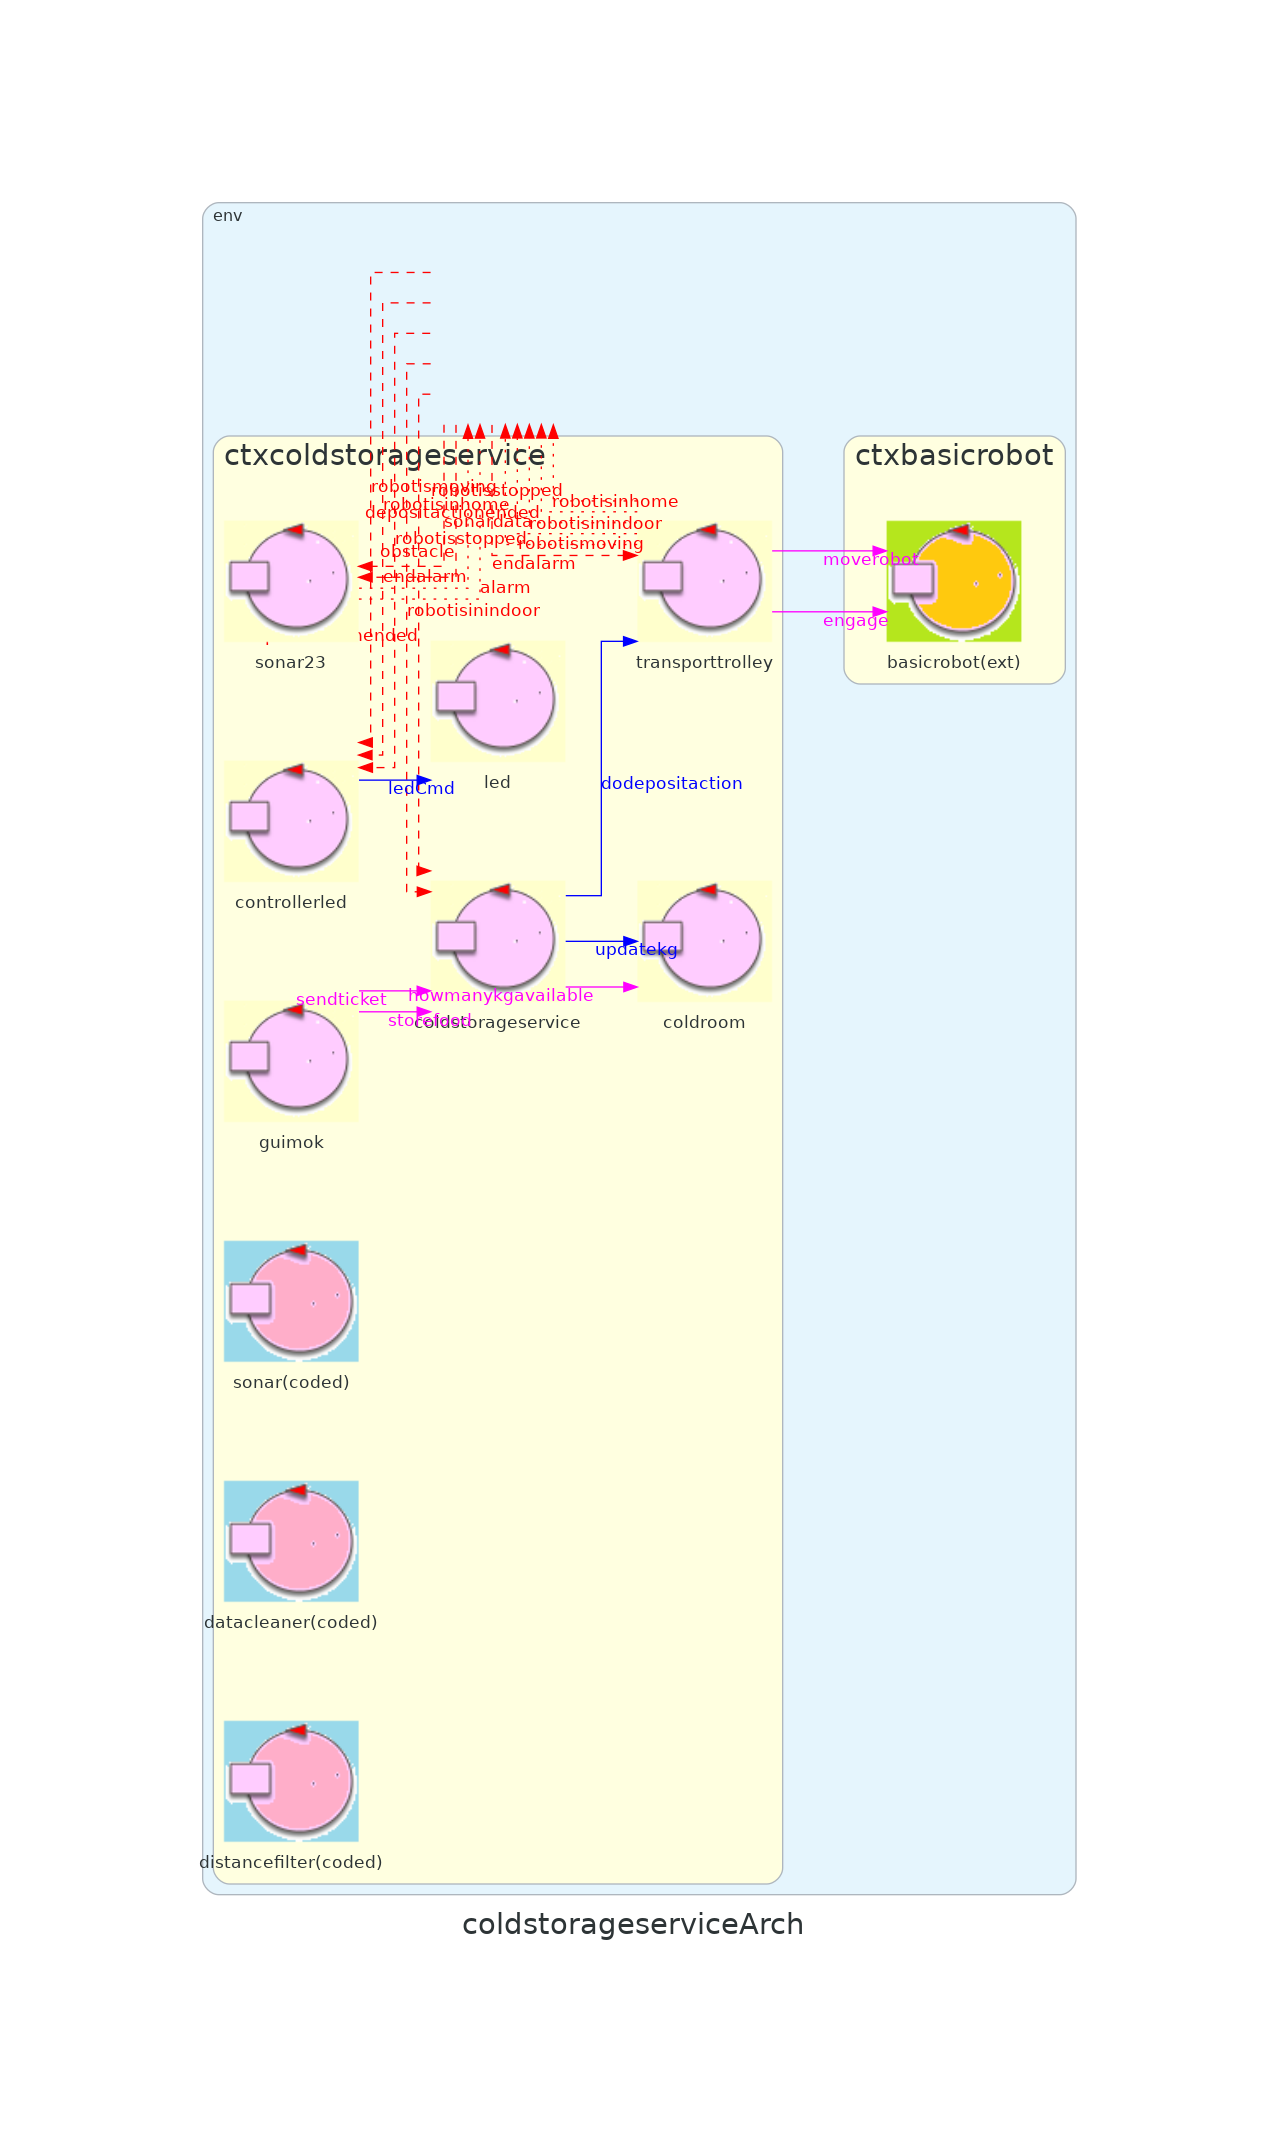 env
ctxcoldstorageservice
ctxbasicrobot
robotismoving
robotisstopped
robotisinhome
robotisinhome
depositactionended
sonardata
robotisinindoor
robotisstopped
robotismoving
obstacle
endalarm
moverobot
endalarm
alarm
robotisinindoor
engage
ended
sonar23
transporttrolley
basicrobot(ext)
led
dodepositaction
ledCmd
controllerled
updatekg
sendticket
howmanykgavailable
storefood
coldstorageservice
coldroom
guimok
sonar(coded)
datacleaner(coded)
distancefilter(coded)
coldstorageserviceArch